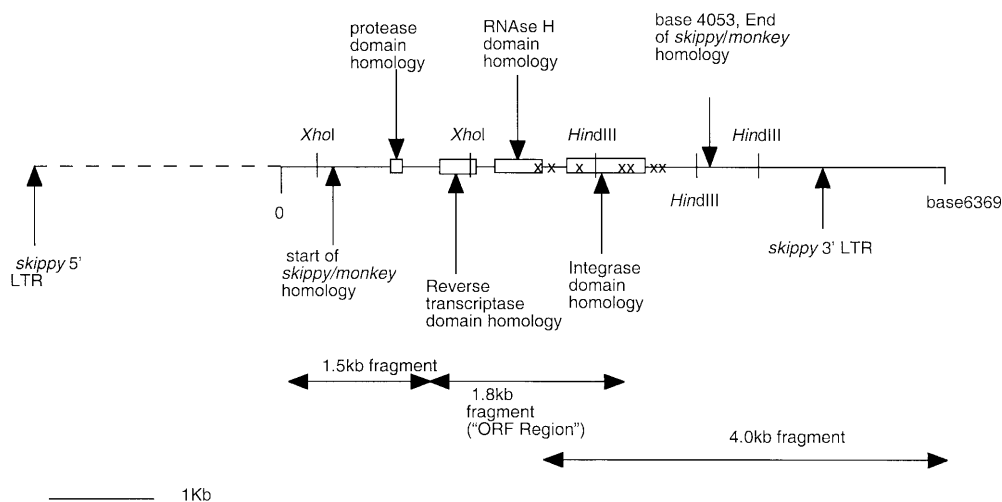 protease
domain
homology
RNAse H
domain
homology
base 4053, End
of skippy/monkey
homology
XhoI
XhoI
HindIII
HindIII
x x x xx xx
0
HindIII
base6369
skippy 5'
LTR
start of
skippy/monkey
homology
Reverse
transcriptase
domain homology
Integrase
domain
homology
skippy 3' LTR
1.5kb fragment
1.8kb
fragment
("ORF Region")
4.0kb fragment
1Kb